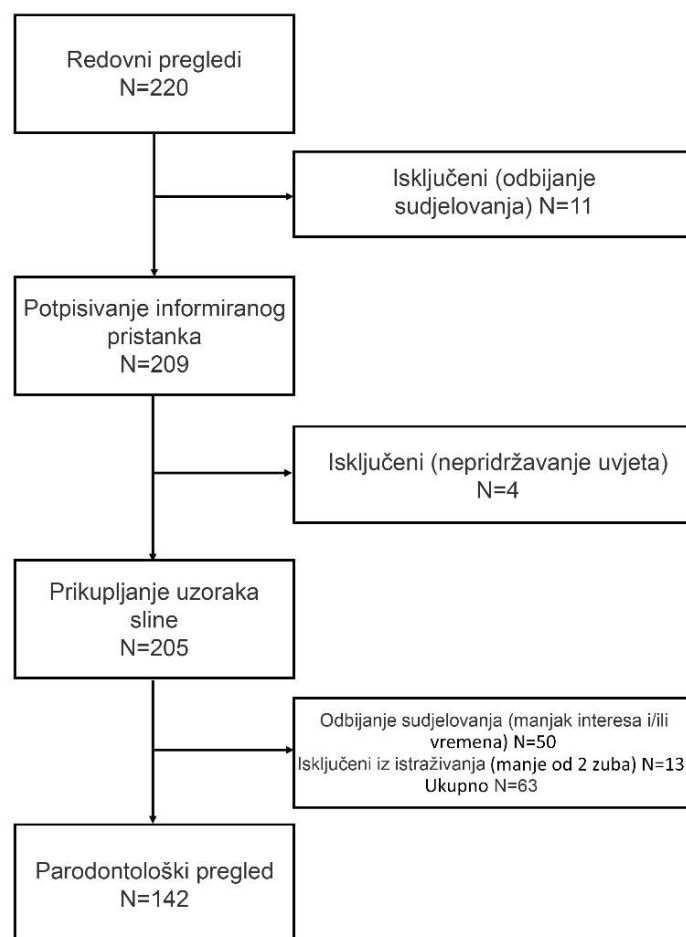 Redovni pregledi
N=220
Isključeni (odbijanje
sudjelovanja) N=11
Potpisivanje informiranog
pristanka
N=209
Isključeni (nepridržavanje uvjeta)
N=4
Prikupljanje uzoraka
sline
N=205
Odbijanje sudjelovanja (manjak interesa i/ili
vremena) N=50
Isključeni iz istraživanja (manje od 2 zuba) N=13
Ukupno N=63
Parodontološki pregled
N=142